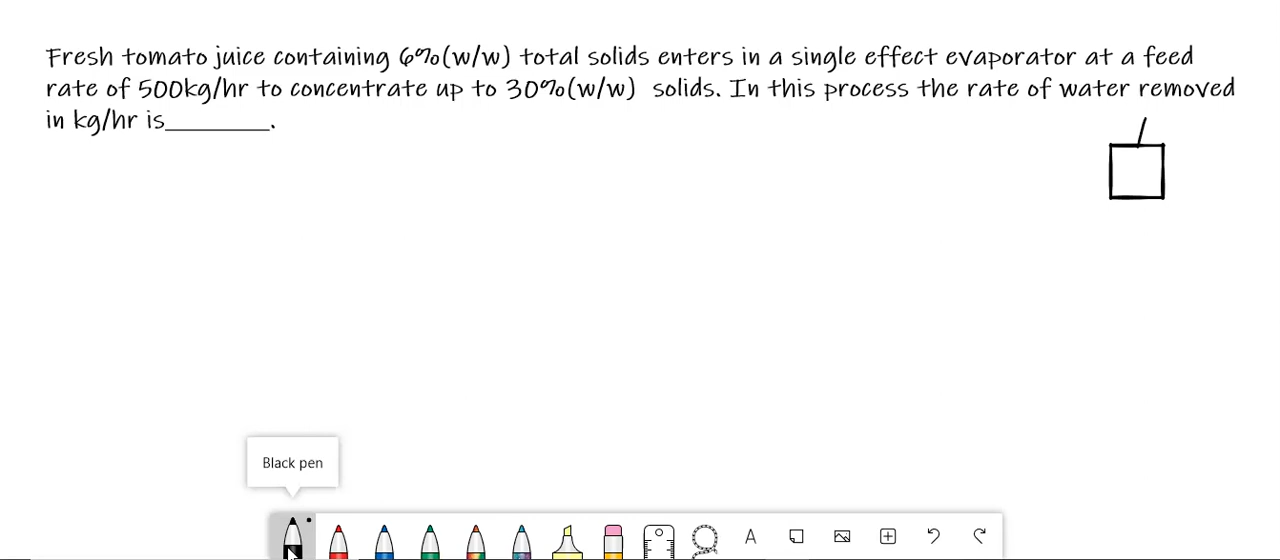 Fresh tomato juice containing 6%(w/w) total solids enters in a single effect evaporator at a feed
rate of 500kg/hr to concentrate up to 30%(w/w) solids. In this process the rate of water removed
in kg/hr is________.
Black pen
A